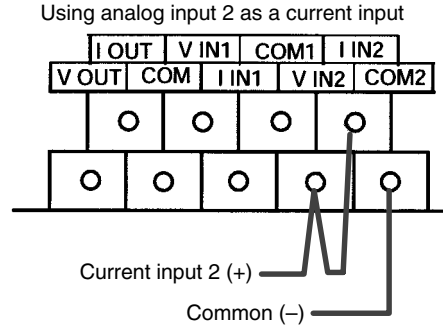 Using analog input 2 as a current input
I OUT V IN1 COM1 I IN2
V OUT COM I IN1 V IN2 COM2
Current input 2 (+)
Common (–)